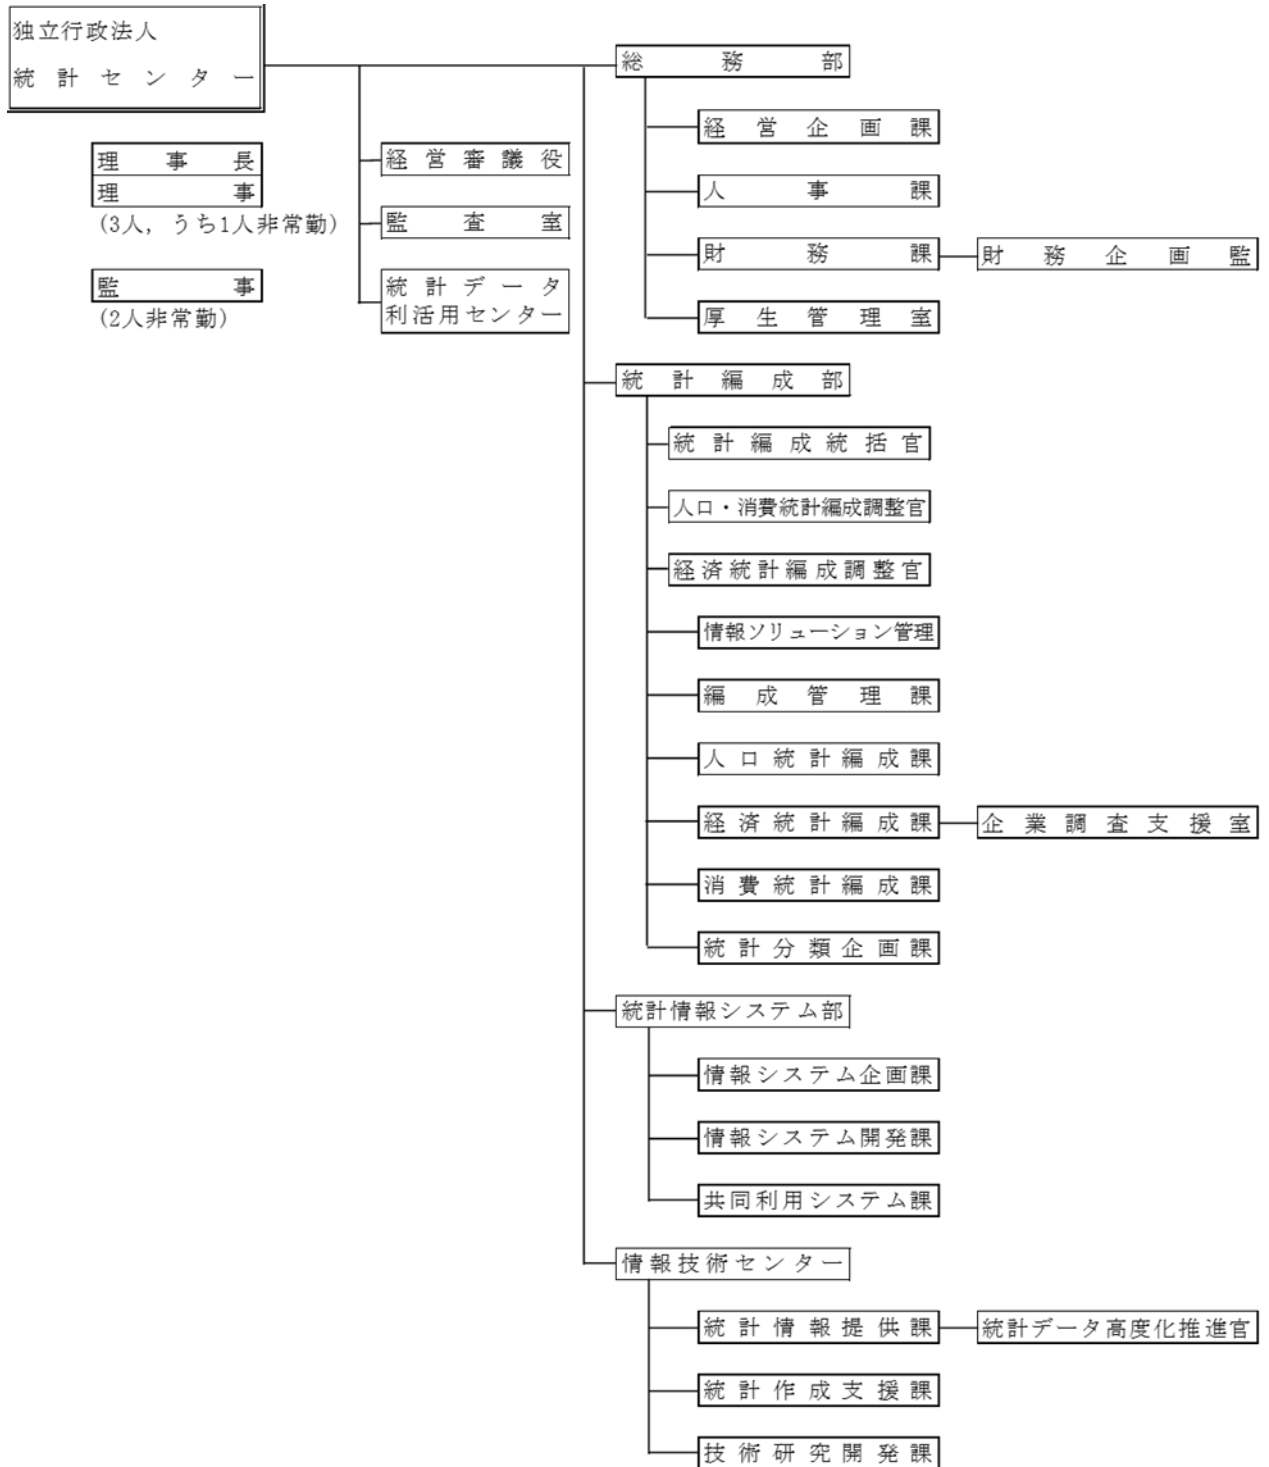 独立行政法人
統計センター
理事長
理事
(3人，うち1人非常勤)
監事
(2人非常勤)
経営審議役
監査室
統計データ
利活用センター
総務部
経営企画課
人事課
財務課
財務企画監
厚生管理室
統計編成部
統計編成統括官
人口・消費統計編成調整官
経済統計編成調整官
情報ソリューション管理
編成管理課
人口統計編成課
経済統計編成課
企業調査支援室
消費統計編成課
統計分類企画課
統計情報システム部
情報システム企画課
情報システム開発課
共同利用システム課
情報技術センター
統計情報提供課
統計データ高度化推進官
統計作成支援課
技術研究開発課